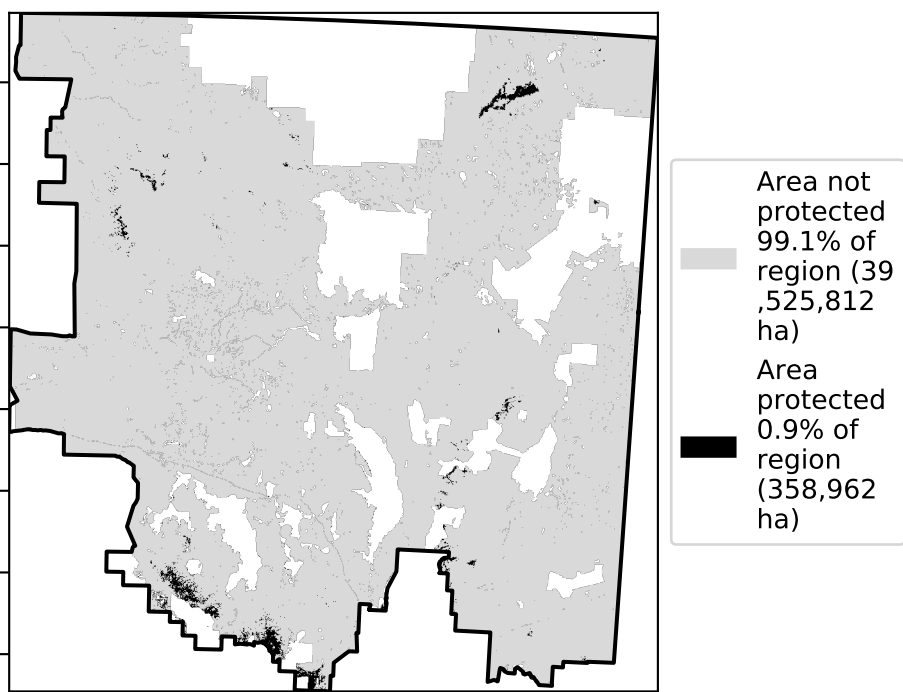 Area not
protected
99.1% of
region (39
,525,812
ha)
Area
protected
0.9% of
region
(358,962
ha)